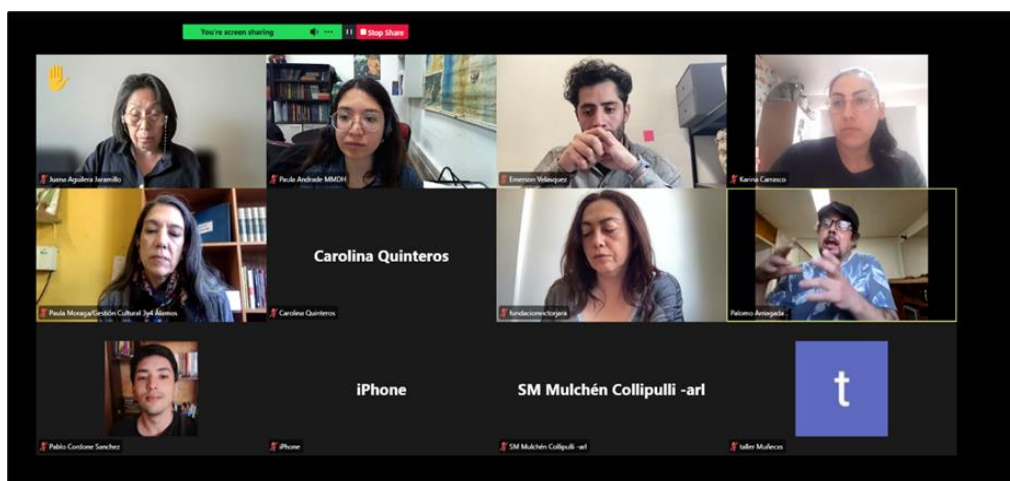 You're screen sharing
Stop Share
Juana Aguilera Jaramillo
Paula Andrade MMDH
Emerson Velasquez
Karina Carrasco
Paula Moraga/Gestión Cultural 3y4 Álamos
Carolina Quinteros
Carolina Quinteros
fundacionvictorjara
Palomo Arriagada
Pablo Cordone Sanchez
iPhone
iPhone
SM Mulchén Collipulli -arl
SM Mulchén Collipulli -arl
t
taller Muñecas